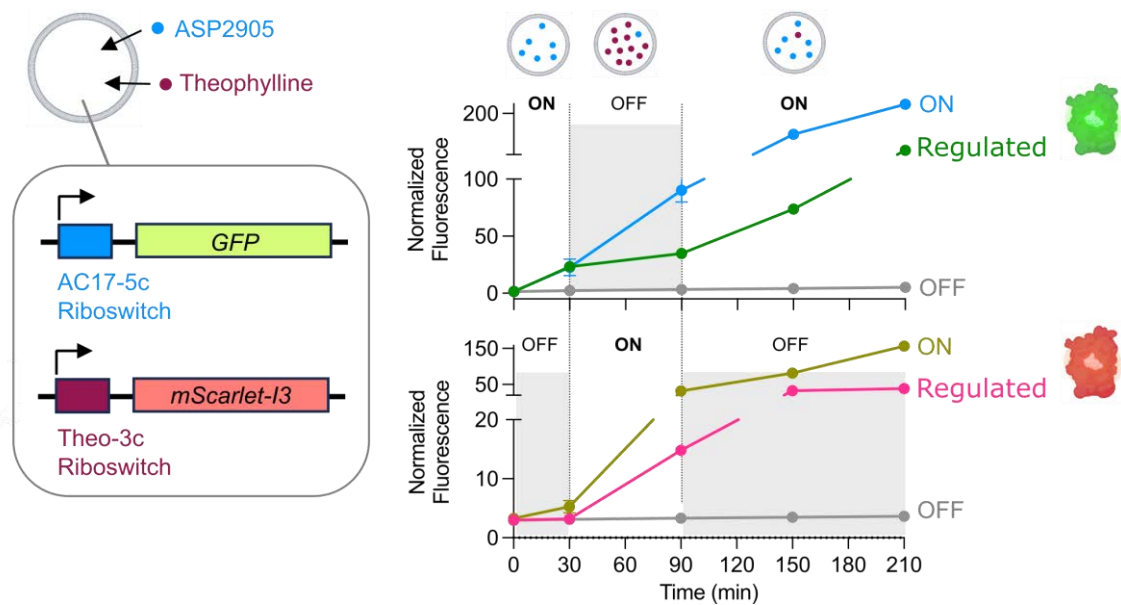 ASP2905
Theophylline
GFP
AC17-5c
Riboswitch
mScarlet-I3
Theo-3c
Riboswitch
ON
OFF
ON
200
150
100
50
0
Normalized
Fluorescence
ON
Regulated
OFF
OFF
ON
OFF
150
50
20
10
0
Normalized
Fluorescence
ON
Regulated
OFF
0
30
60
90
120
150
180
210
Time (min)